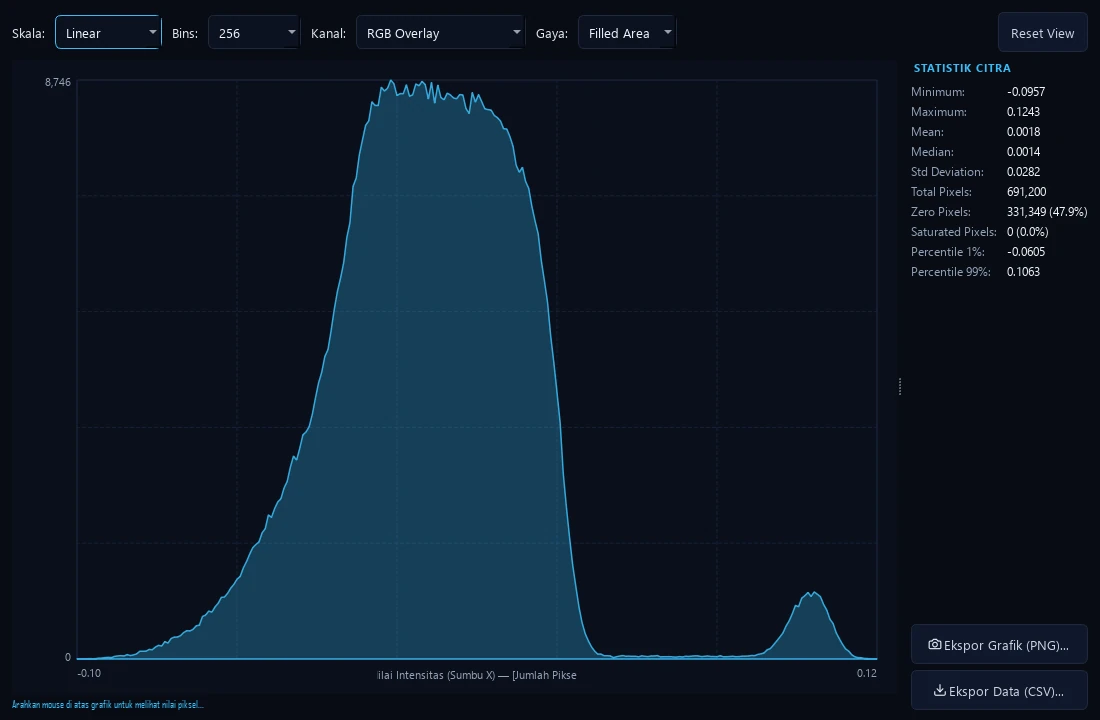 Skala: Linear Bins: 256 Kanal: RGB Overlay Gaya: Filled Area Reset View
8,746
0
-0.10 ilai Intensitas (Sumbu X) — [Jumlah Pikse 0.12
Arahkan mouse di atas grafik untuk melihat nilai piksel...
STATISTIK CITRA
Minimum: -0.0957
Maximum: 0.1243
Mean: 0.0018
Median: 0.0014
Std Deviation: 0.0282
Total Pixels: 691,200
Zero Pixels: 331,349 (47.9%)
Saturated Pixels: 0 (0.0%)
Percentile 1%: -0.0605
Percentile 99%: 0.1063
Ekspor Grafik (PNG)...
Ekspor Data (CSV)...